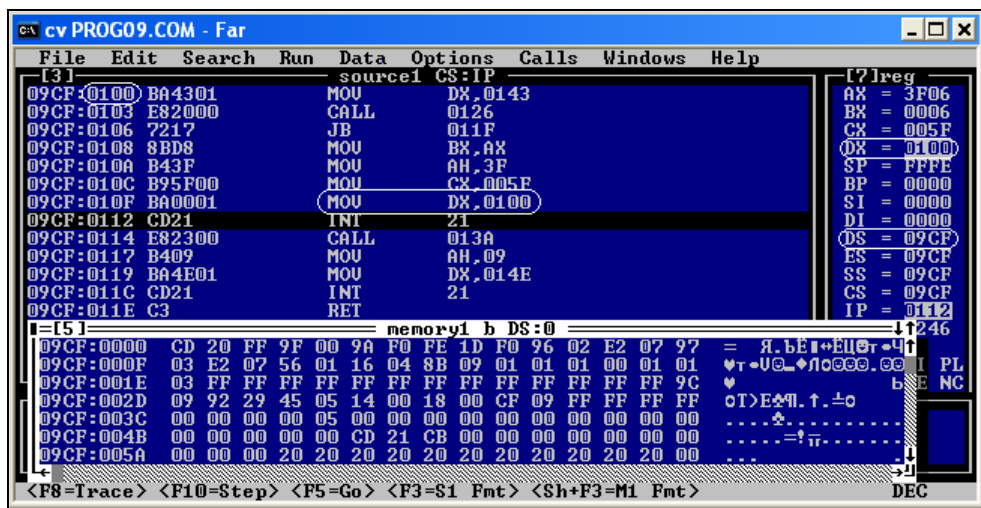 cv PROG09.COM - Far
File Edit Search Run Data Options Calls Windows Help
[3] source1 CS:IP [7]reg
09CF:0100 BA4301 MOV DX,0143 AX = 3F06
09CF:0103 E82000 CALL 0126 BX = 0006
09CF:0106 7217 JB 011F CX = 005F
09CF:0108 8BD8 MOV BX,AX DX = 0100
09CF:010A B43F MOV AH,3F SP = FFFE
09CF:010C B95F00 MOV CX,005F BP = 0000
09CF:010F BA0001 MOV DX,0100 SI = 0000
09CF:0112 CD21 INT 21 DI = 0000
09CF:0114 E82300 CALL 013A DS = 09CF
09CF:0117 B409 MOV AH,09 ES = 09CF
09CF:0119 BA4E01 MOV DX,014E SS = 09CF
09CF:011C CD21 INT 21 CS = 09CF
09CF:011E C3 RET IP = 0112
[5] memory1 b DS:0 246
09CF:0000 CD 20 FF 9F 00 9A F0 FE 1D F0 96 02 E2 07 97
09CF:000F 03 E2 07 56 01 16 04 8B 09 01 01 01 00 01 01 PL
09CF:001E 03 FF FF FF FF FF FF FF FF FF FF FF FF FF 9C NC
09CF:002D 09 92 29 45 05 14 00 18 00 CF 09 FF FF FF FF
09CF:003C 00 00 00 00 05 00 00 00 00 00 00 00 00 00 00
09CF:004B 00 00 00 00 00 CD 21 CB 00 00 00 00 00 00 00
09CF:005A 00 00 00 20 20 20 20 20 20 20 20 20 20 20 00
<F8=Trace> <F10=Step> <F5=Go> <F3=S1 Fmt> <Sh+F3=M1 Fmt> DEC